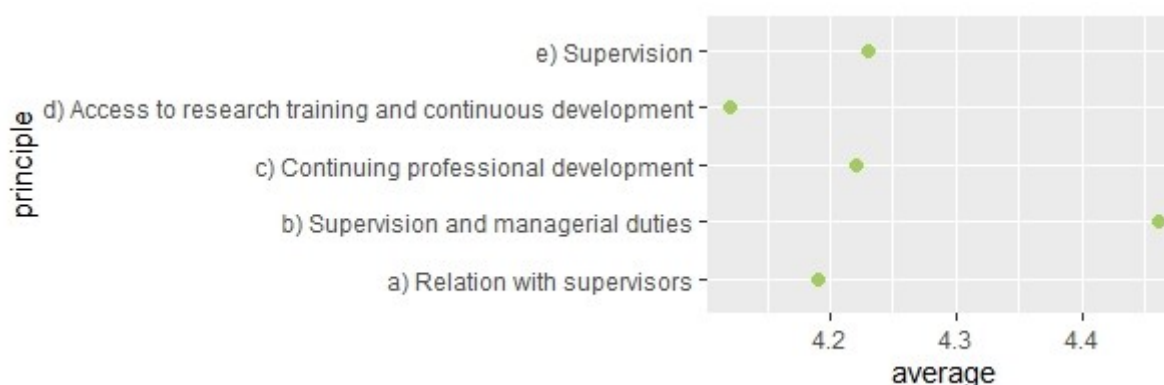 e) Supervision
d) Access to research training and continuous development
c) Continuing professional development
b) Supervision and managerial duties
a) Relation with supervisors
principle
4.2 4.3 4.4
average